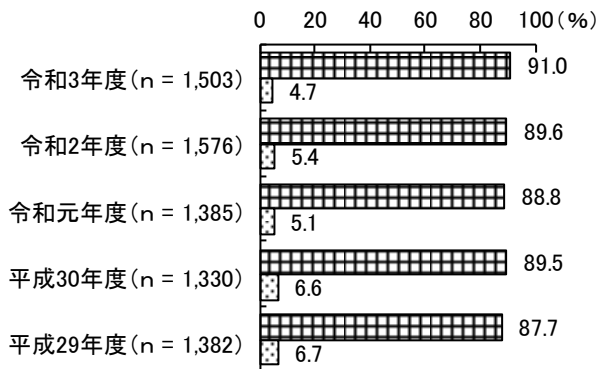 0 20 40 60 80 100(%)
令和3年度(n = 1,503) 91.0
4.7
令和2年度(n = 1,576) 89.6
5.4
令和元年度(n = 1,385) 88.8
5.1
平成30年度(n = 1,330) 89.5
6.6
平成29年度(n = 1,382) 87.7
6.7